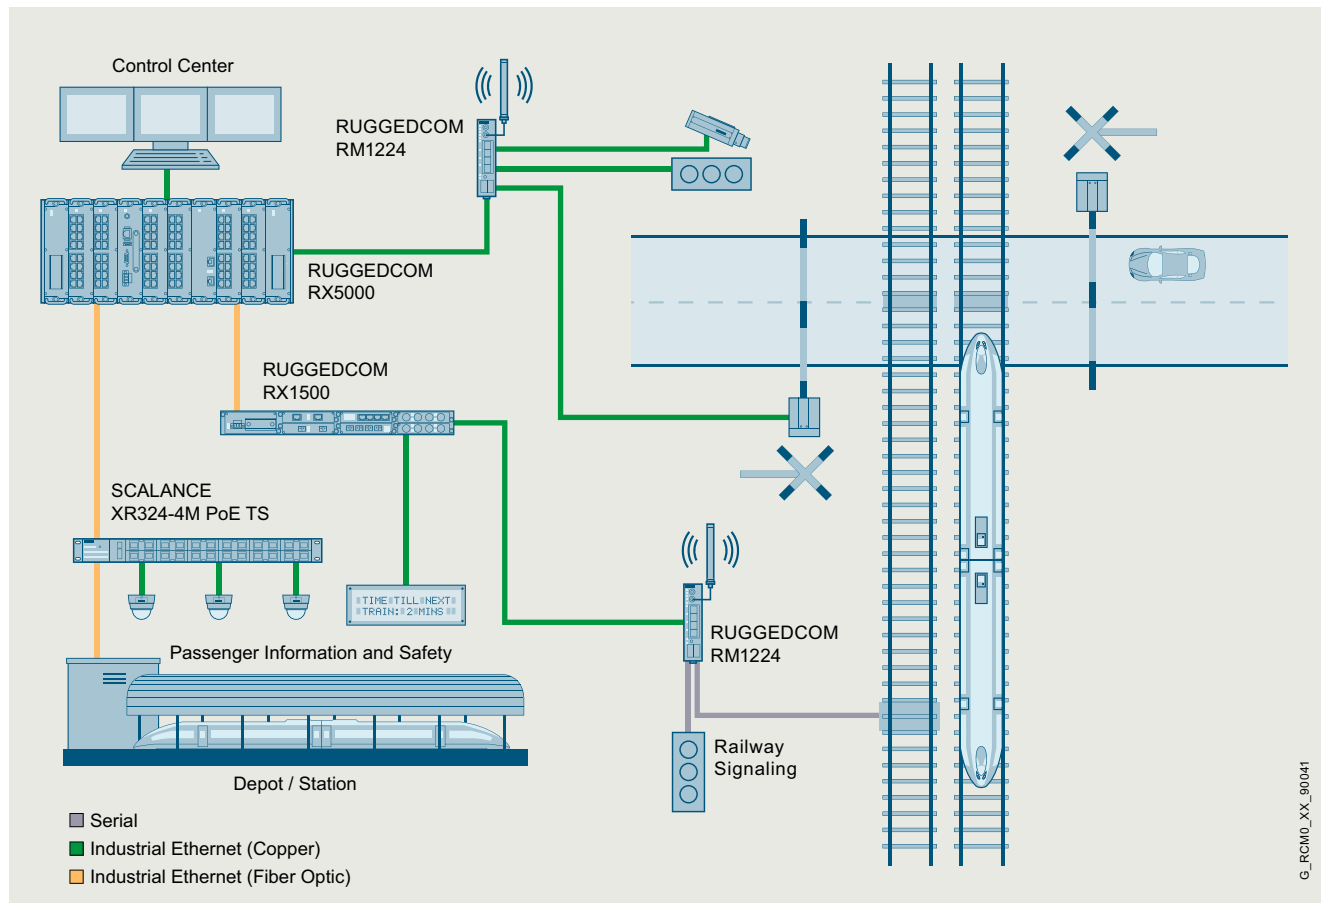 Control Center
RUGGEDCOM
RM1224
RUGGEDCOM
RX5000
RUGGEDCOM
RX1500
SCALANCE
XR324-4M PoE TS
TIME TILL NEXT
TRAIN: 2 MINS
RUGGEDCOM
RM1224
Passenger Information and Safety
Railway
Signaling
Depot / Station
Serial
Industrial Ethernet (Copper)
Industrial Ethernet (Fiber Optic)
G_RCM0_XX_90041